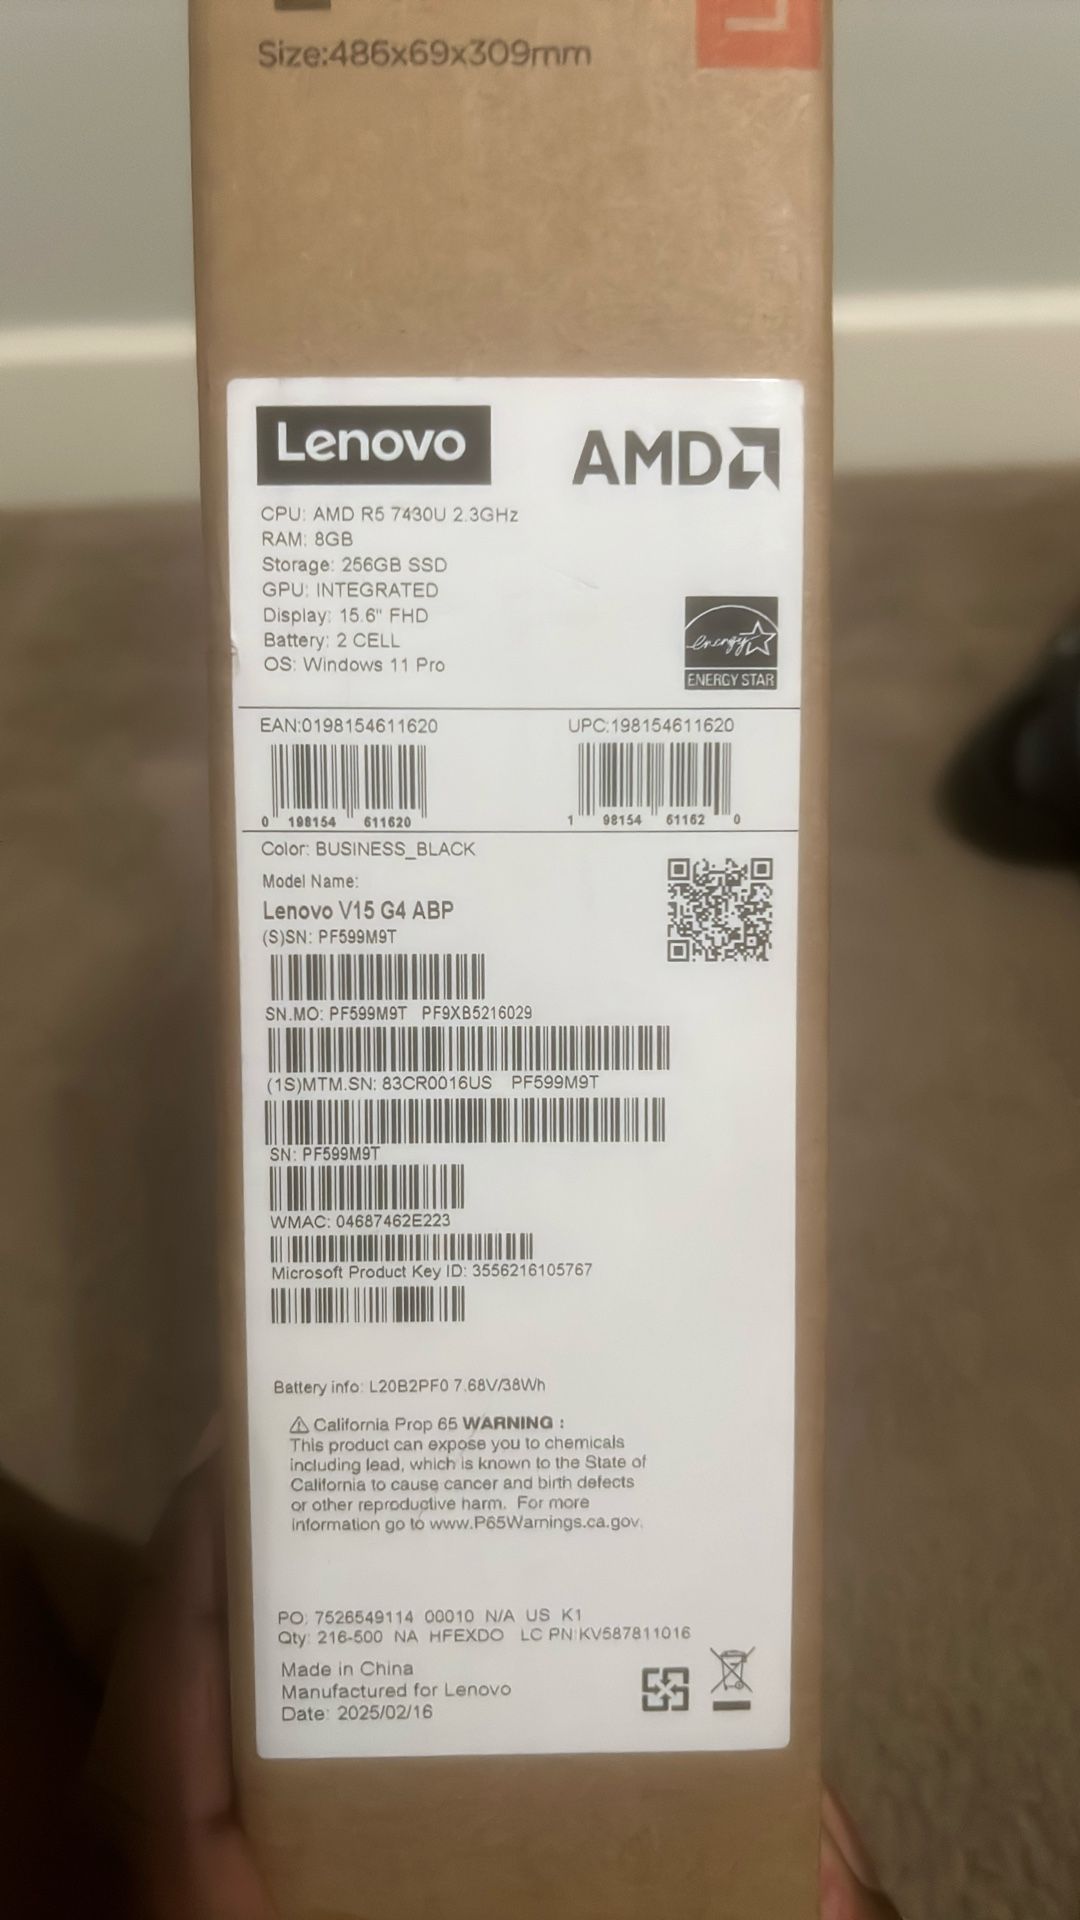 Size:486x69x309mm
Lenovo
AMD
CPU: AMD R5 7430U 2.3GHz
RAM: 8GB
Storage: 256GB SSD
GPU: INTEGRATED
Display: 15.6" FHD
Battery: 2 CELL
OS: Windows 11 Pro
energy
ENERGY STAR
EAN:0198154611620
UPC:198154611620
0 198154 611620
1 98154 61162 0
Color: BUSINESS_BLACK
Model Name:
Lenovo V15 G4 ABP
(S)SN: PF599M9T
SN.MO: PF599M9T PF9XB5216029
(1S)MTM.SN: 83CR0016US PF599M9T
SN: PF599M9T
WMAC: 04687462E223
Microsoft Product Key ID: 3556216105767
Battery info: L20B2PF0 7.68V/38Wh
⚠ California Prop 65 WARNING :
This product can expose you to chemicals
including lead, which is known to the State of
California to cause cancer and birth defects
or other reproductive harm. For more
information go to www.P65Warnings.ca.gov.
PO: 7526549114 00010 N/A US K1
Qty: 216-500 NA HFEXDO LC PN:KV587811016
Made in China
Manufactured for Lenovo
Date: 2025/02/16